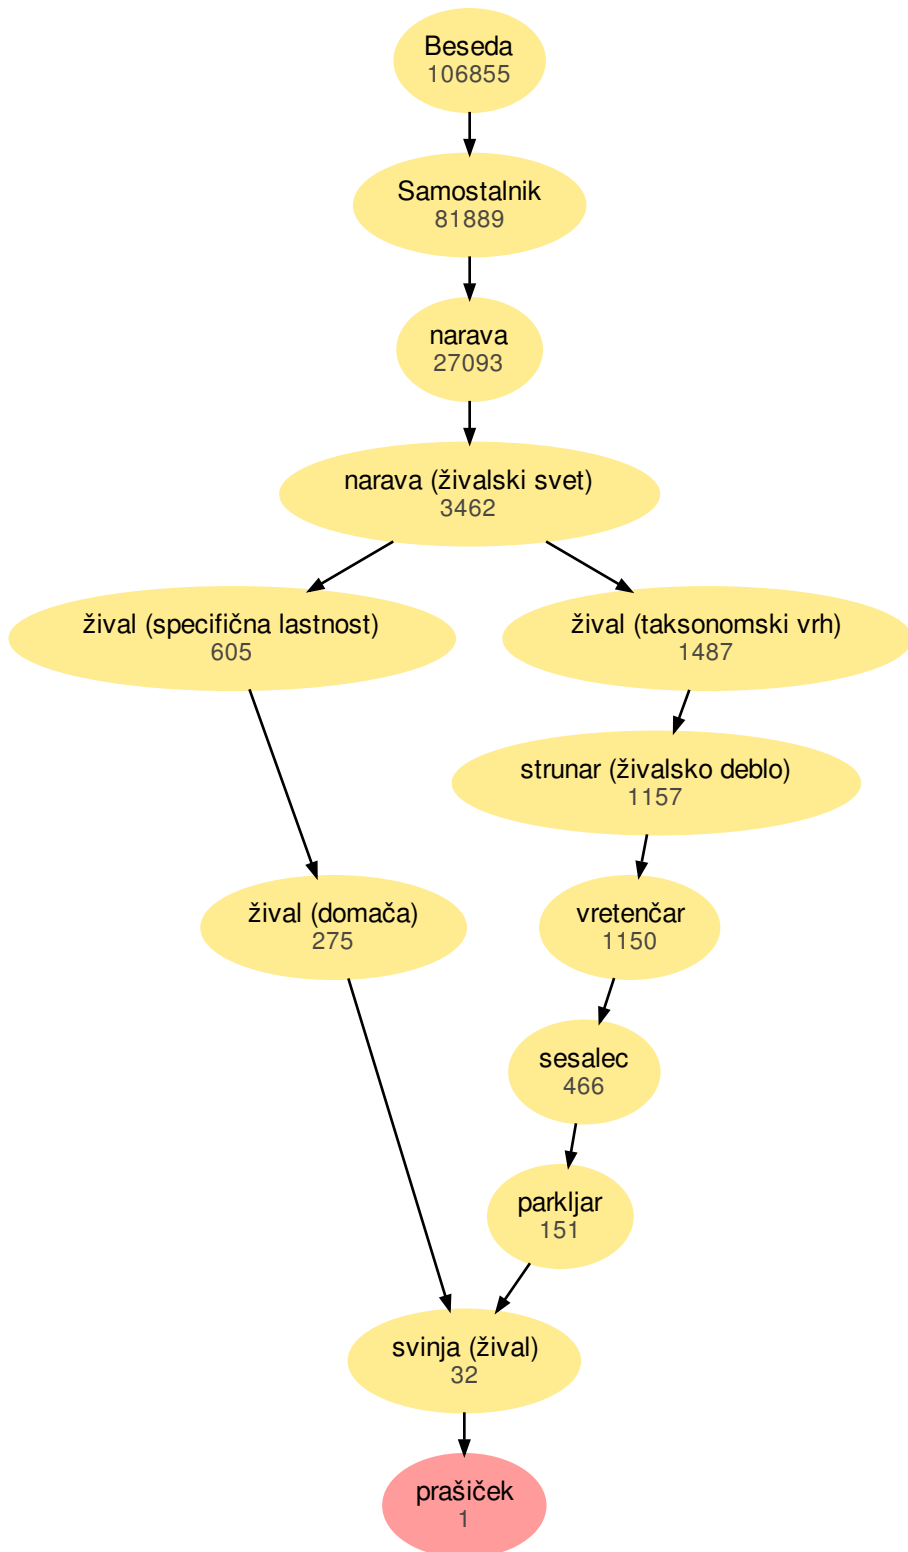 Beseda
106855
Samostalnik
81889
narava
27093
narava (živalski svet)
3462
žival (specifična lastnost)
605
žival (taksonomski vrh)
1487
strunar (živalsko deblo)
1157
žival (domača)
275
vretenčar
1150
sesalec
466
parkljar
151
svinja (žival)
32
prašiček
1